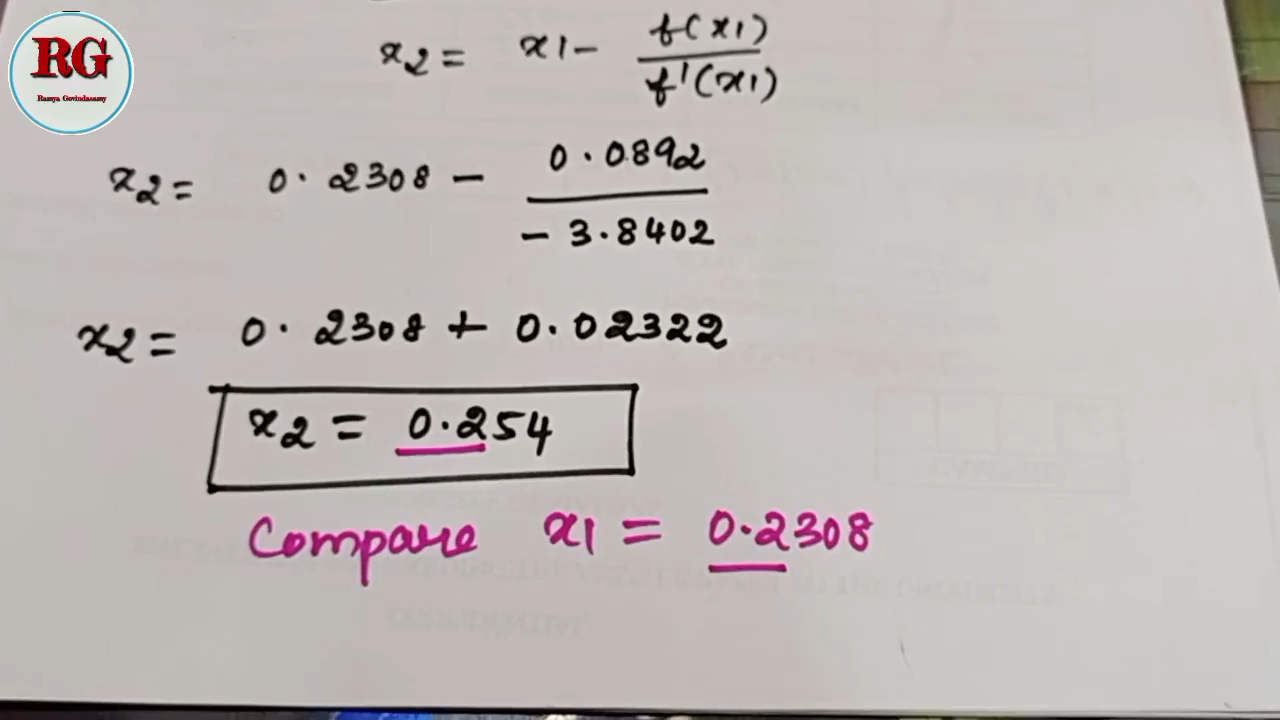 RG
Ramya Govindasamy
x2 = x1 - f(x1) / f'(x1)
x2 = 0.2308 - 0.0892 / - 3.8402
x2 = 0.2308 + 0.02322
x2 = 0.254
Compare x1 = 0.2308